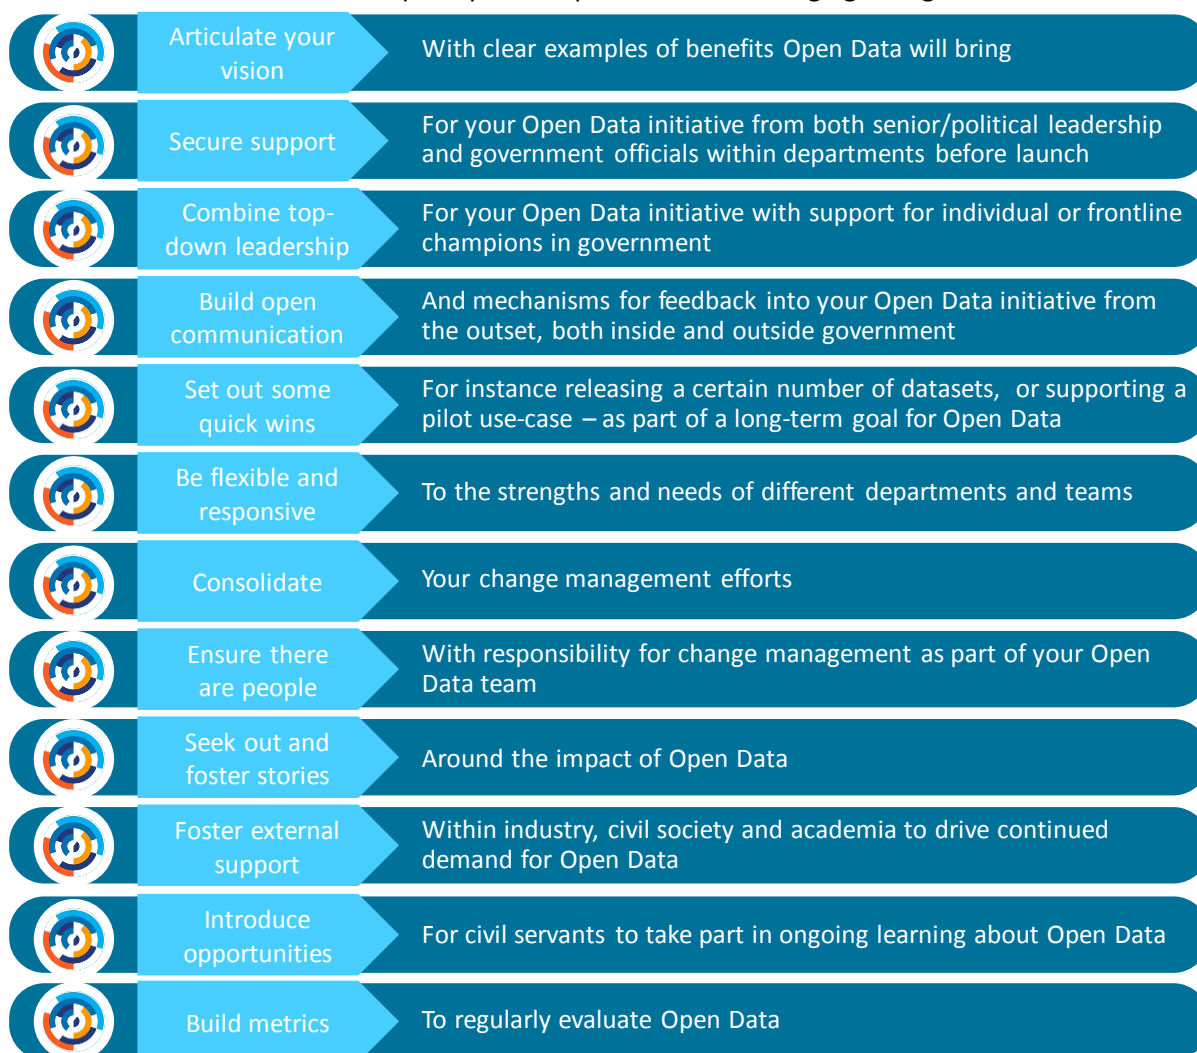 Articulate your
vision
With clear examples of benefits Open Data will bring
Secure support
For your Open Data initiative from both senior/political leadership
and government officials within departments before launch
Combine top-
down leadership
For your Open Data initiative with support for individual or frontline
champions in government
Build open
communication
And mechanisms for feedback into your Open Data initiative from
the outset, both inside and outside government
Set out some
quick wins
For instance releasing a certain number of datasets, or supporting a
pilot use-case – as part of a long-term goal for Open Data
Be flexible and
responsive
To the strengths and needs of different departments and teams
Consolidate
Your change management efforts
Ensure there
are people
With responsibility for change management as part of your Open
Data team
Seek out and
foster stories
Around the impact of Open Data
Foster external
support
Within industry, civil society and academia to drive continued
demand for Open Data
Introduce
opportunities
For civil servants to take part in ongoing learning about Open Data
Build metrics
To regularly evaluate Open Data